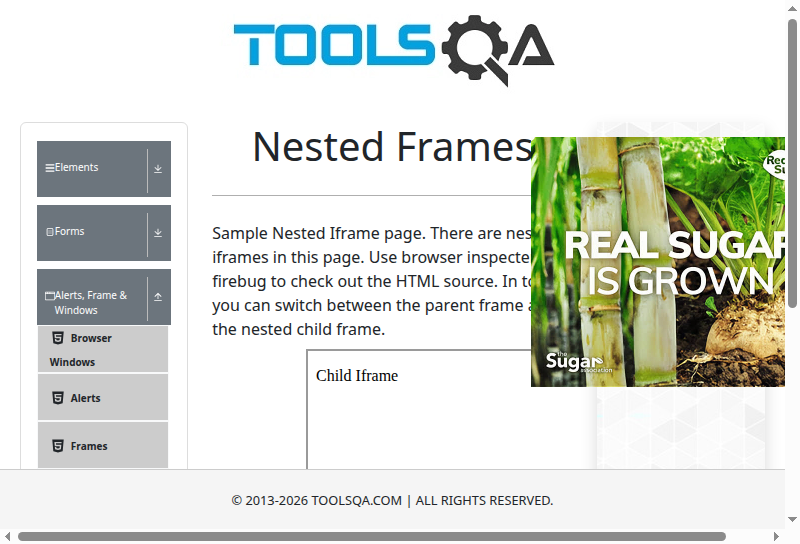 TOOLSQA
Elements
Forms
Alerts, Frame &
Windows
Browser
Windows
Alerts
Frames
Nested Frames
Sample Nested Iframe page. There are
iframes in this page. Use browser
firebug to check out the HTML source. In
you can switch between the parent frame
the nested child frame.
Child Iframe
REAL SUGAR
IS GROWN
the
Sugar
association
© 2013-2026 TOOLSQA.COM | ALL RIGHTS RESERVED.